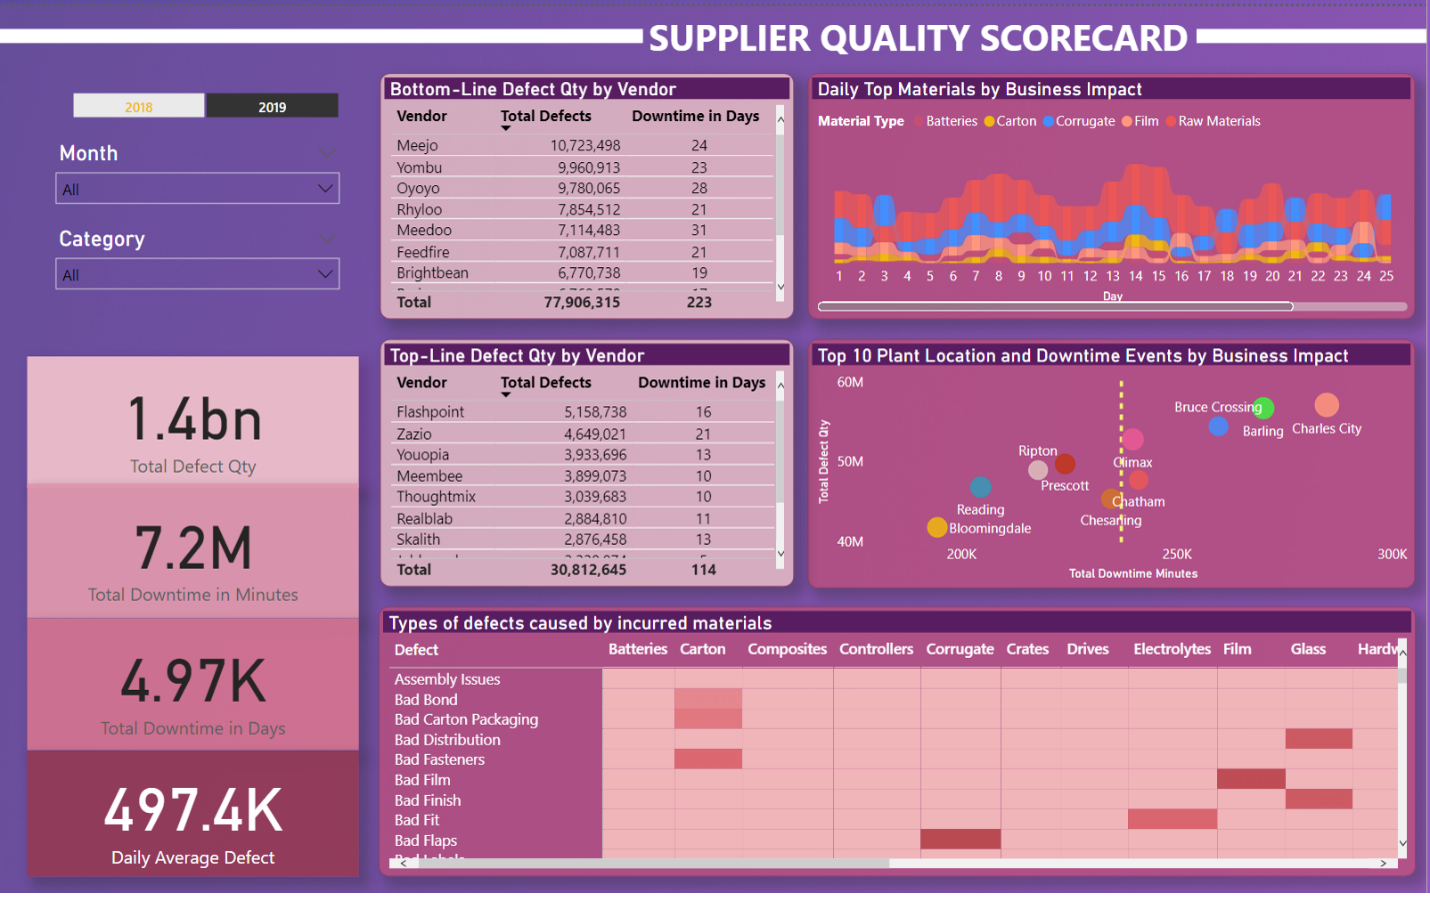 SUPPLIER QUALITY SCORECARD
2018 2019
Month
All
Category
All
1.4bn
Total Defect Qty
7.2M
Total Downtime in Minutes
4.97K
Total Downtime in Days
497.4K
Daily Average Defect
Bottom-Line Defect Qty by Vendor
Vendor Total Defects Downtime in Days
Meejo 10,723,498 24
Yombu 9,960,913 23
Oyoyo 9,780,065 28
Rhyloo 7,854,512 21
Meedoo 7,114,483 31
Feedfire 7,087,711 21
Brightbean 6,770,738 19
Total 77,906,315 223
Daily Top Materials by Business Impact
Material Type Batteries Carton Corrugate Film Raw Materials
1 2 3 4 5 6 7 8 9 10 11 12 13 14 15 16 17 18 19 20 21 22 23 24 25
Day
Top-Line Defect Qty by Vendor
Vendor Total Defects Downtime in Days
Flashpoint 5,158,738 16
Zazio 4,649,021 21
Youopia 3,933,696 13
Meembee 3,899,073 10
Thoughtmix 3,039,683 10
Realblab 2,884,810 11
Skalith 2,876,458 13
Total 30,812,645 114
Top 10 Plant Location and Downtime Events by Business Impact
Total Defect Qty
60M
50M
40M
Bruce Crossing
Barling
Charles City
Ripton
Climax
Prescott
Chatham
Reading
Chesaning
Bloomingdale
200K 250K 300K
Total Downtime Minutes
Types of defects caused by incurred materials
Defect Batteries Carton Composites Controllers Corrugate Crates Drives Electrolytes Film Glass Hardw
Assembly Issues
Bad Bond
Bad Carton Packaging
Bad Distribution
Bad Fasteners
Bad Film
Bad Finish
Bad Fit
Bad Flaps
Bad Labels